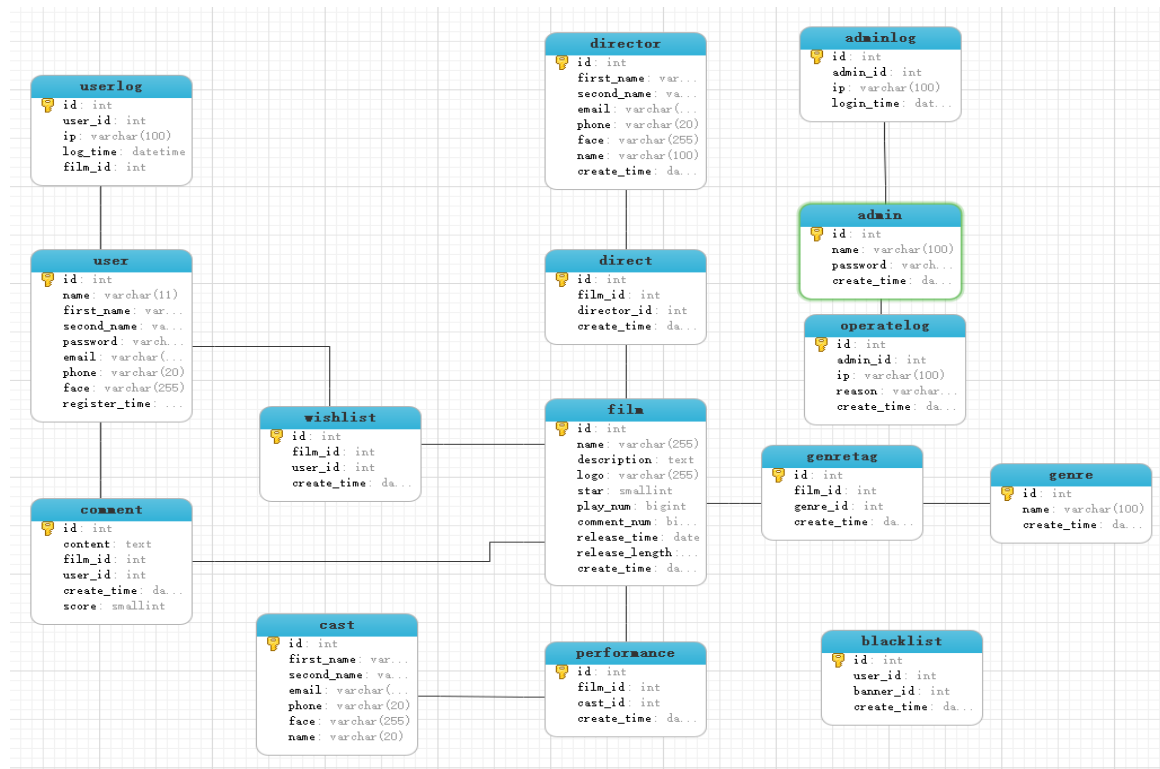 userlog
id: int
user_id: int
ip: varchar(100)
log_time: datetime
film_id: int
user
id: int
name: varchar(11)
first_name: var...
second_name: va...
password: varch...
email: varchar(...
phone: varchar(20)
face: varchar(255)
register_time: ...
comment
id: int
content: text
film_id: int
user_id: int
create_time: da...
score: smallint
wishlist
id: int
film_id: int
user_id: int
create_time: da...
cast
id: int
first_name: var...
second_name: va...
email: varchar(...
phone: varchar(20)
face: varchar(255)
name: varchar(20)
director
id: int
first_name: var...
second_name: va...
email: varchar(...
phone: varchar(20)
face: varchar(255)
name: varchar(100)
create_time: da...
direct
id: int
film_id: int
director_id: int
create_time: da...
film
id: int
name: varchar(255)
description: text
logo: varchar(255)
star: smallint
play_num: bigint
comment_num: bi...
release_time: date
release_length: ...
create_time: da...
performance
id: int
film_id: int
cast_id: int
create_time: da...
adminlog
id: int
admin_id: int
ip: varchar(100)
login_time: dat...
admin
id: int
name: varchar(100)
password: varch...
create_time: da...
operatelog
id: int
admin_id: int
ip: varchar(100)
reason: varchar...
create_time: da...
genretag
id: int
film_id: int
genre_id: int
create_time: da...
genre
id: int
name: varchar(100)
create_time: da...
blacklist
id: int
user_id: int
banner_id: int
create_time: da...